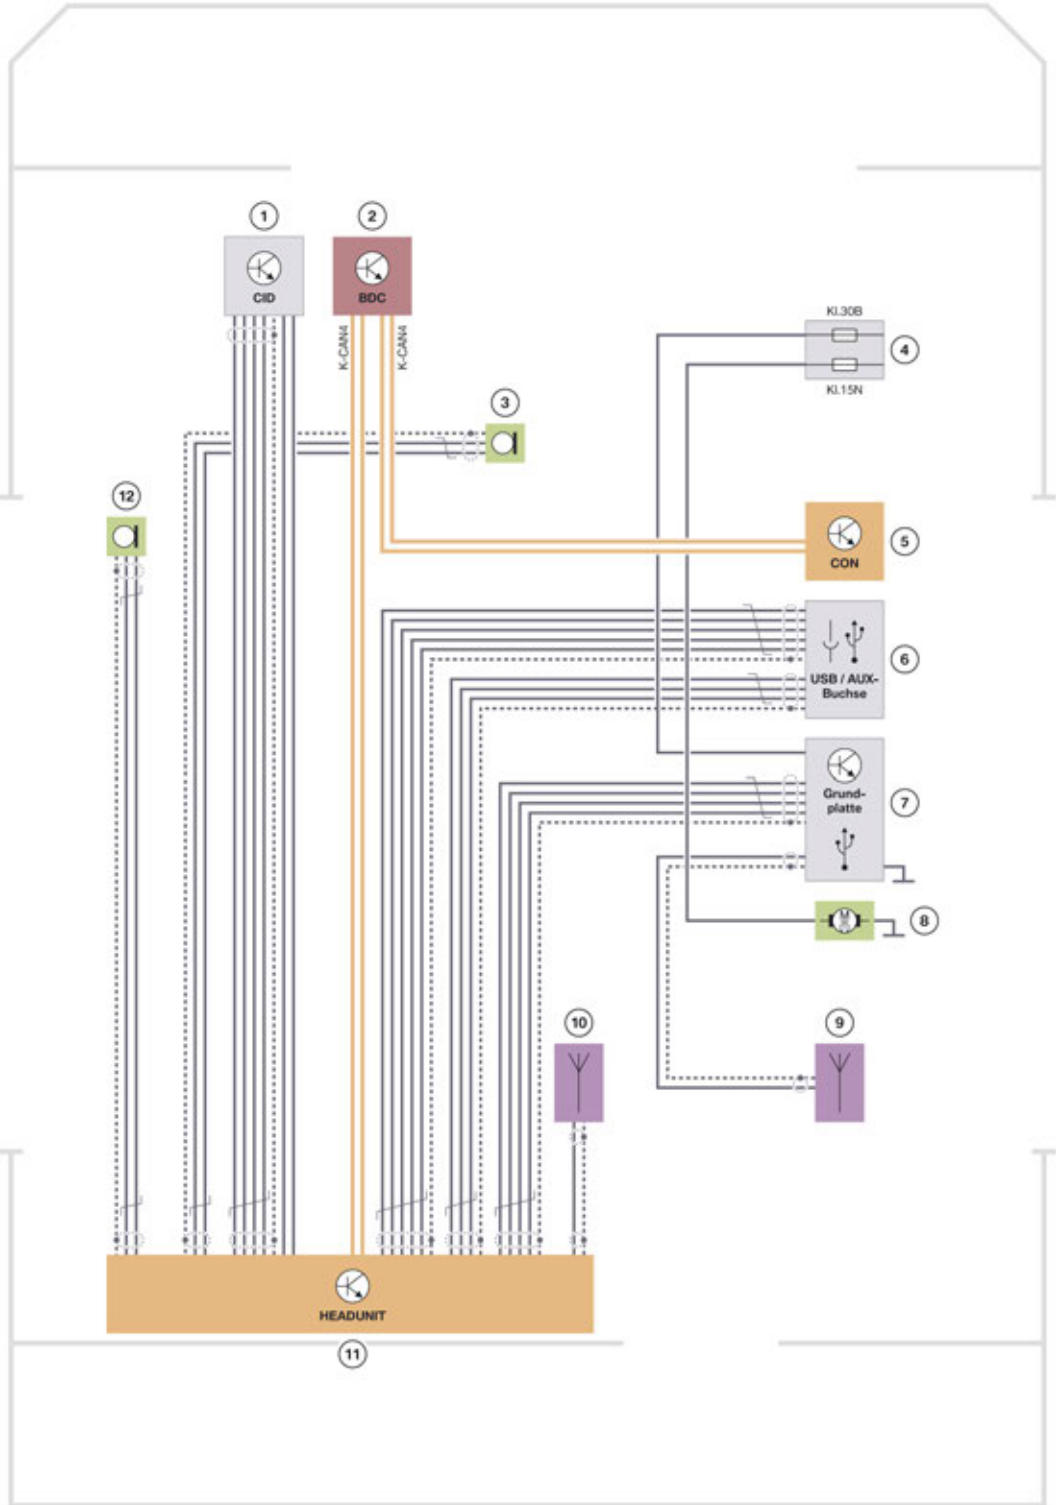 1
2
CID
BDC
K-CAN4
K-CAN4
Kl.30B
4
Kl.15N
3
12
5
CON
6
USB / AUX-
Buchse
Grund-
platte
7
8
M
10
9
HEADUNIT
11